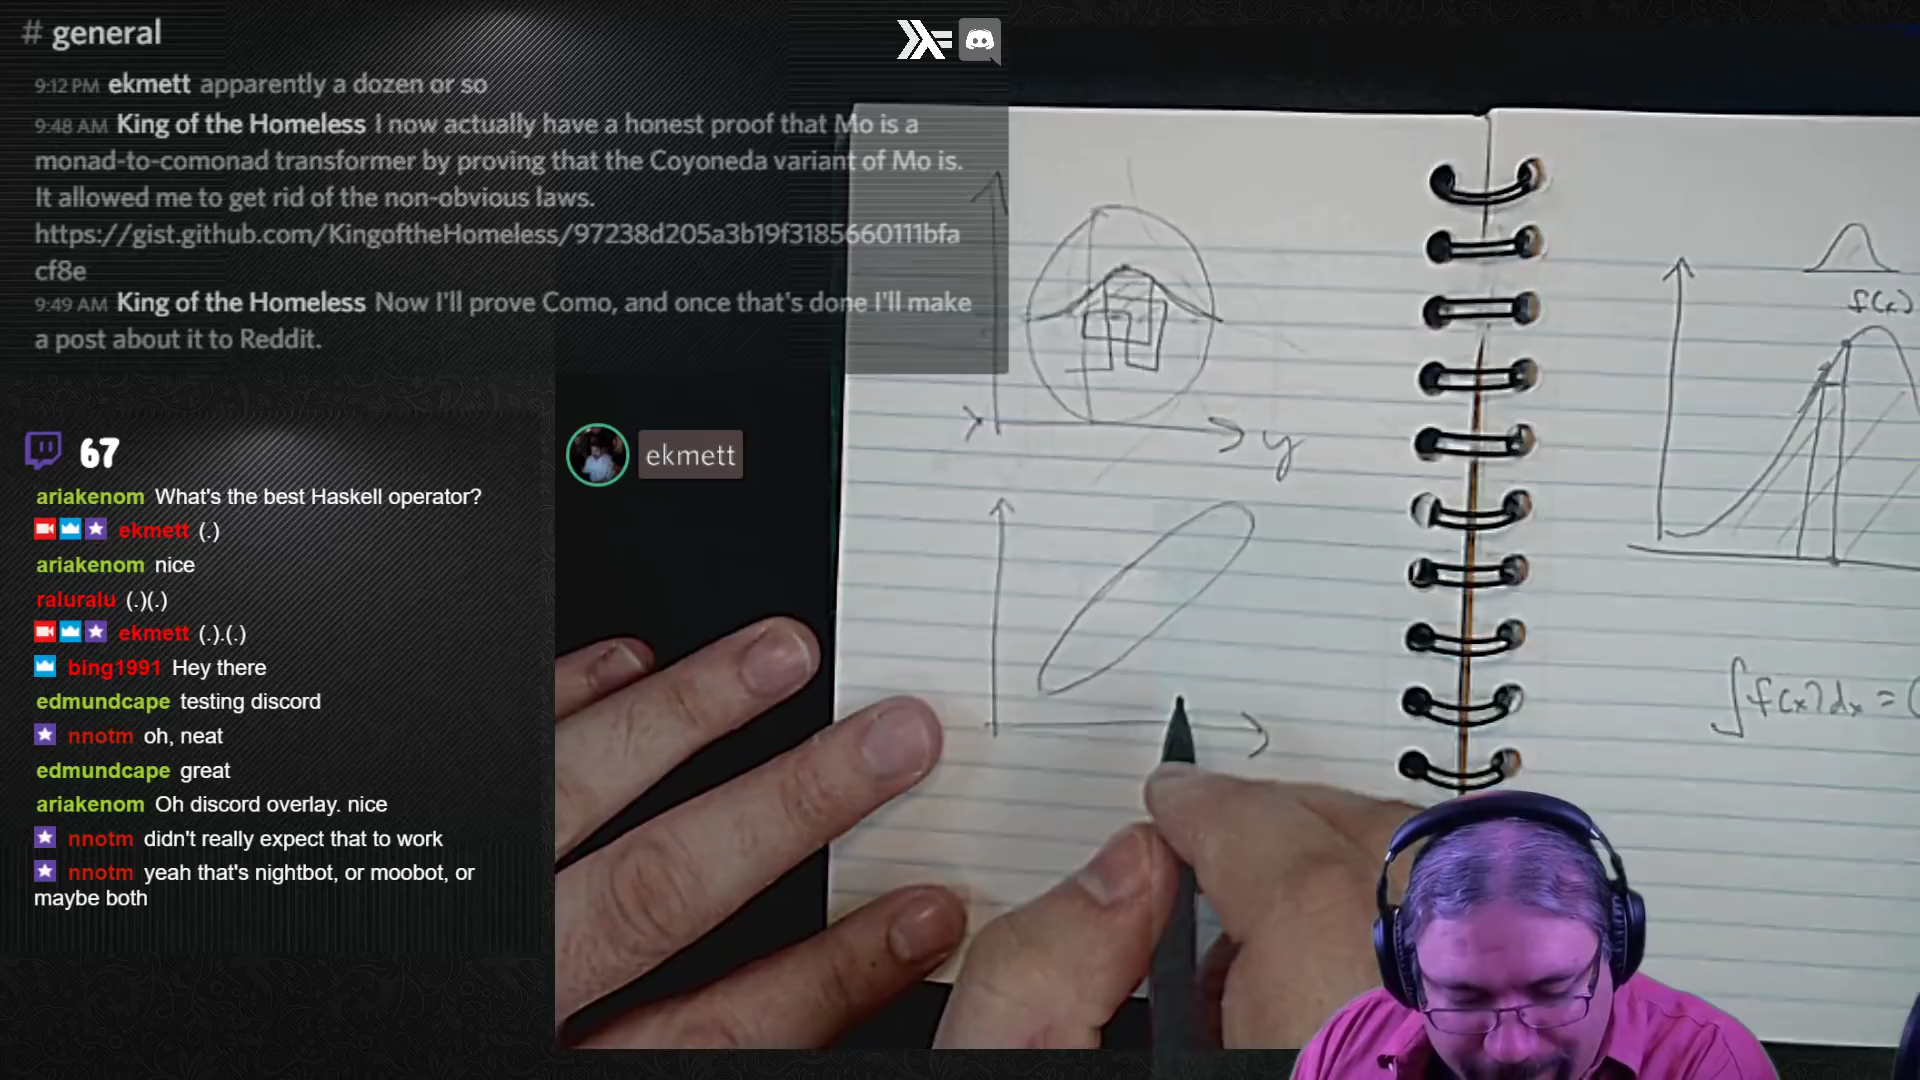 # general
9:12 PM ekmett apparently a dozen or so
9:48 AM King of the Homeless I now actually have a honest proof that Mo is a
monad-to-comonad transformer by proving that the Coyoneda variant of Mo is.
It allowed me to get rid of the non-obvious laws.
https://gist.github.com/KingoftheHomeless/97238d205a3b19f3185660111bfa
cf8e
9:49 AM King of the Homeless Now I'll prove Como, and once that's done I'll make
a post about it to Reddit.
67
ariakenom What's the best Haskell operator?
ekmett (.)
ariakenom nice
raluralu (.)(.)
ekmett (.).(.)
bing1991 Hey there
edmundcape testing discord
nnotm oh, neat
edmundcape great
ariakenom Oh discord overlay. nice
nnotm didn't really expect that to work
nnotm yeah that's nightbot, or moobot, or
maybe both
ekmett
y
f(x)
∫f(x)dx =